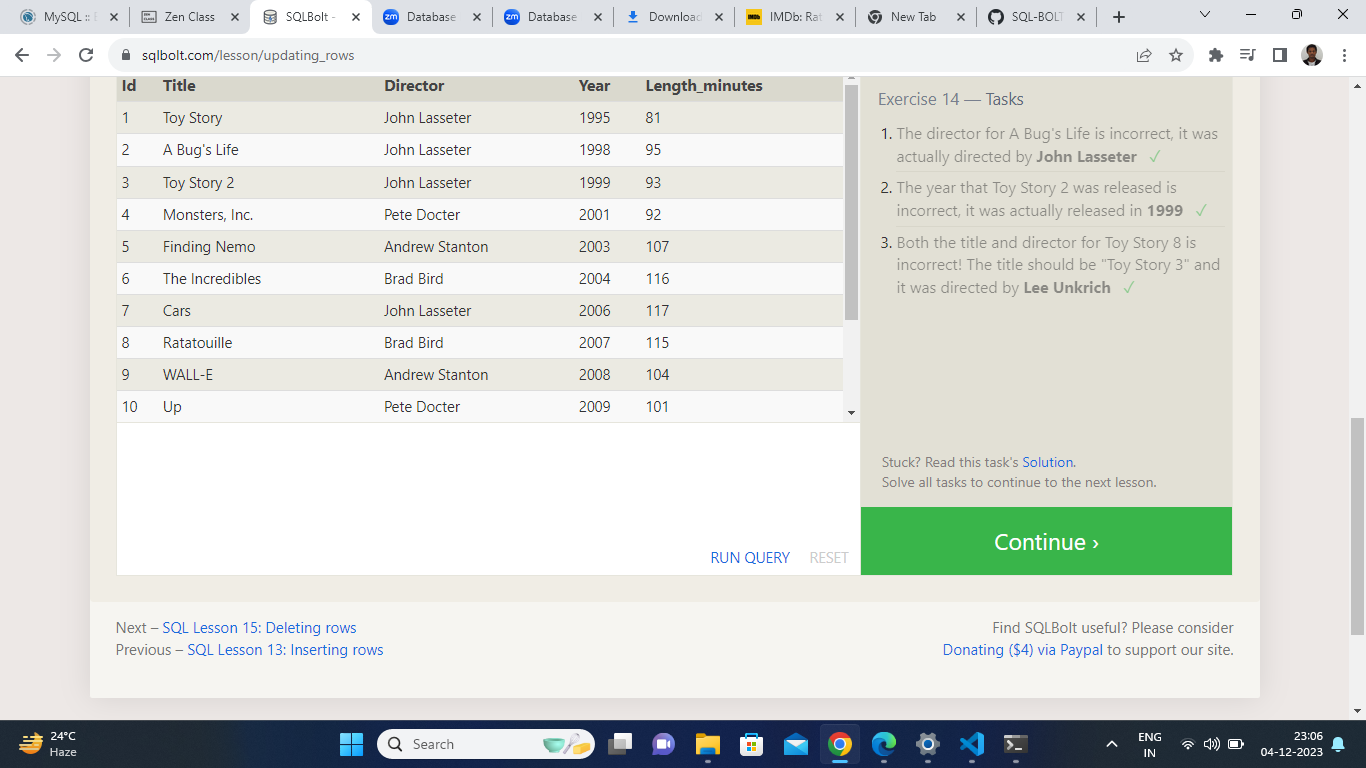 MySQL :: E
Zen Class
SQLBolt -
Database
Database
Download
IMDb: Rat
New Tab
SQL-BOLT
sqlbolt.com/lesson/updating_rows
Id Title Director Year Length_minutes
1 Toy Story John Lasseter 1995 81
2 A Bug's Life John Lasseter 1998 95
3 Toy Story 2 John Lasseter 1999 93
4 Monsters, Inc. Pete Docter 2001 92
5 Finding Nemo Andrew Stanton 2003 107
6 The Incredibles Brad Bird 2004 116
7 Cars John Lasseter 2006 117
8 Ratatouille Brad Bird 2007 115
9 WALL-E Andrew Stanton 2008 104
10 Up Pete Docter 2009 101
RUN QUERY RESET
Exercise 14 — Tasks
1. The director for A Bug's Life is incorrect, it was
actually directed by John Lasseter ✓
2. The year that Toy Story 2 was released is
incorrect, it was actually released in 1999 ✓
3. Both the title and director for Toy Story 8 is
incorrect! The title should be "Toy Story 3" and
it was directed by Lee Unkrich ✓
Stuck? Read this task's Solution.
Solve all tasks to continue to the next lesson.
Continue ›
Next – SQL Lesson 15: Deleting rows
Previous – SQL Lesson 13: Inserting rows
Find SQLBolt useful? Please consider
Donating ($4) via Paypal to support our site.
24°C
Haze
Search
ENG
IN
23:06
04-12-2023